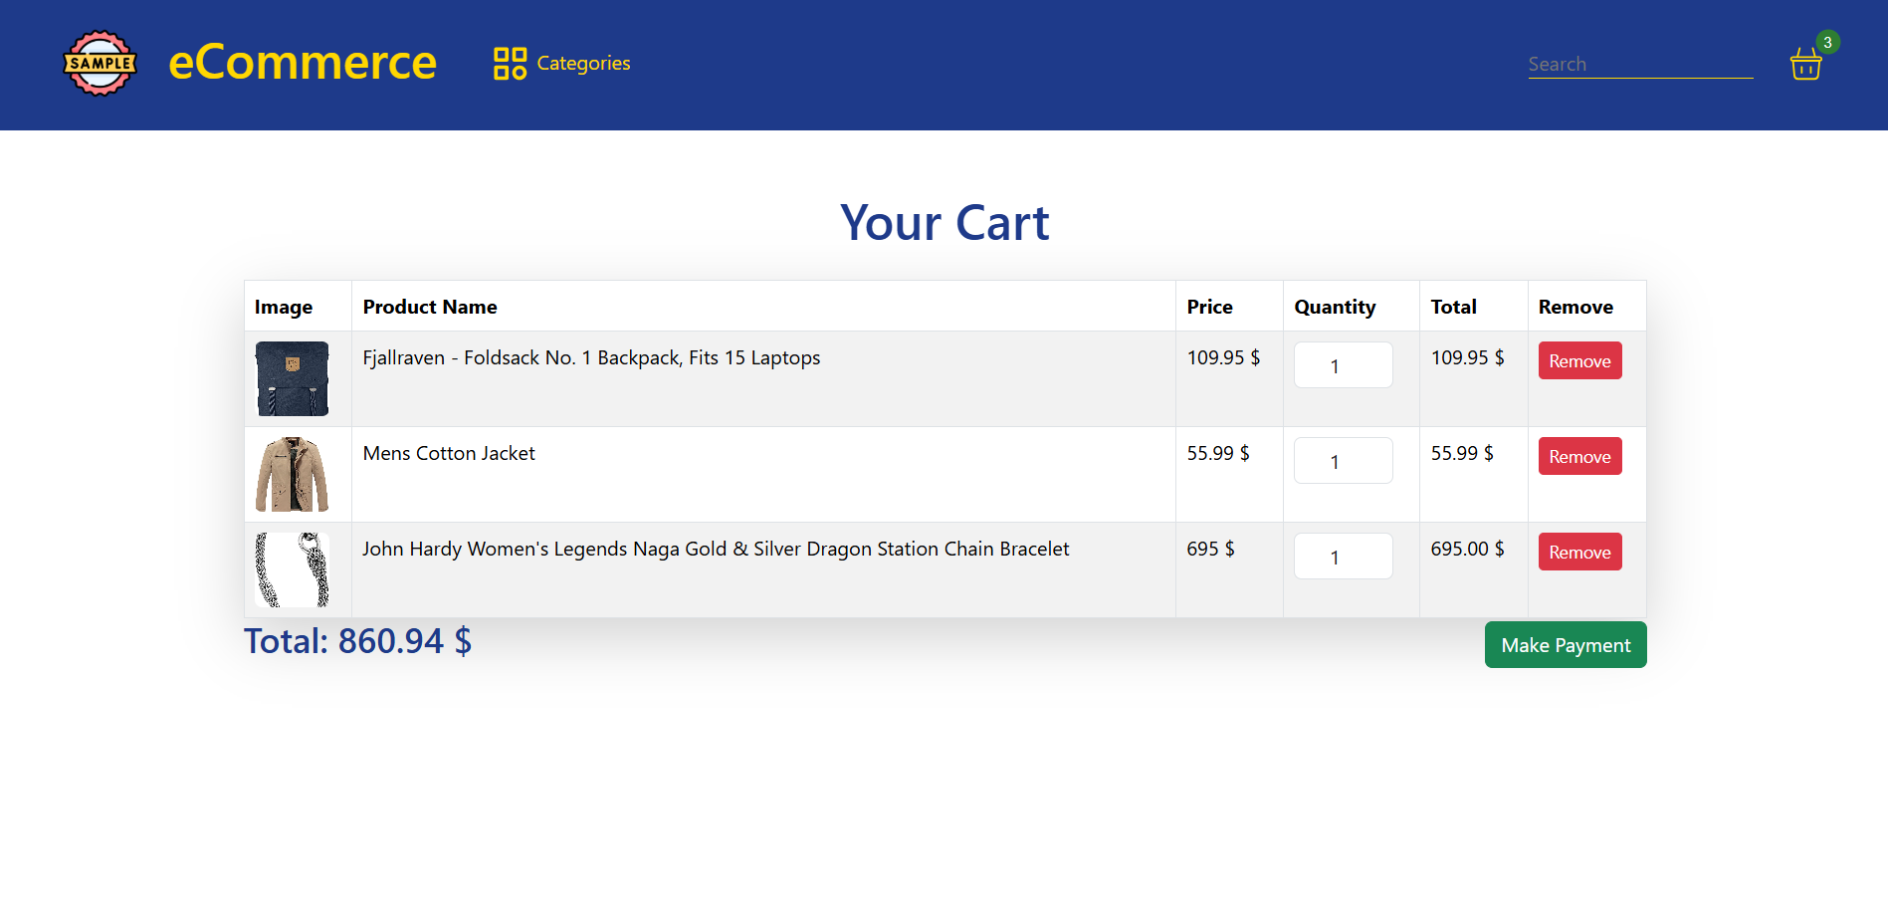 SAMPLE
eCommerce
Categories
Search
3
Your Cart
Image Product Name Price Quantity Total Remove
Fjallraven - Foldsack No. 1 Backpack, Fits 15 Laptops 109.95 $ 1 109.95 $ Remove
Mens Cotton Jacket 55.99 $ 1 55.99 $ Remove
John Hardy Women's Legends Naga Gold & Silver Dragon Station Chain Bracelet 695 $ 1 695.00 $ Remove
Total: 860.94 $
Make Payment